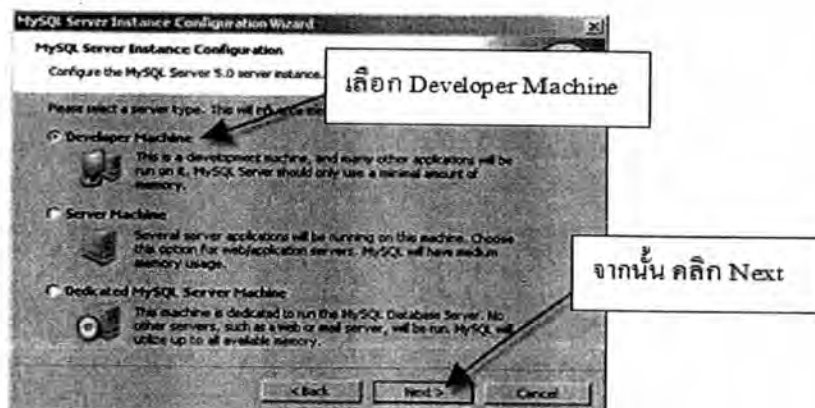 MySQL Server Instance Configuration Wizard
MySQL Server Instance Configuration
Configure the MySQL Server 5.0 server instance.
เลือก Developer Machine
Please select a server type. This will influence
Developer Machine
This is a development machine, and many other applications will be
run on it. MySQL Server should only use a minimal amount of
memory.
Server Machine
Several server applications will be running on this machine. Choose
this option for web/application servers. MySQL will have medium
memory usage.
จากนั้น คลิก Next
Dedicated MySQL Server Machine
This machine is dedicated to run the MySQL Database Server. No
other servers, such as a web or mail server, will be run. MySQL will
utilize up to all available memory.
< Back
Next >
Cancel